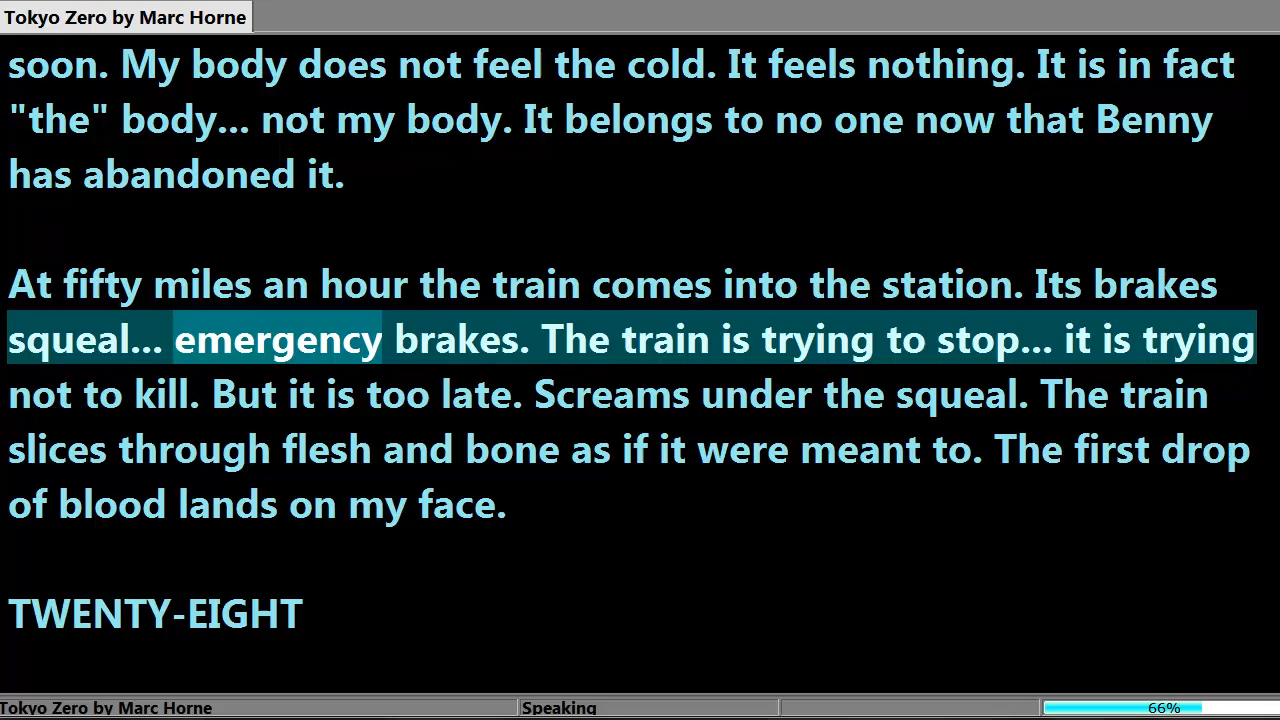 Tokyo Zero by Marc Horne
soon. My body does not feel the cold. It feels nothing. It is in fact
"the" body... not my body. It belongs to no one now that Benny
has abandoned it.
At fifty miles an hour the train comes into the station. Its brakes
squeal... emergency brakes. The train is trying to stop... it is trying
not to kill. But it is too late. Screams under the squeal. The train
slices through flesh and bone as if it were meant to. The first drop
of blood lands on my face.
TWENTY-EIGHT
Tokyo Zero by Marc Horne
Speaking
66%